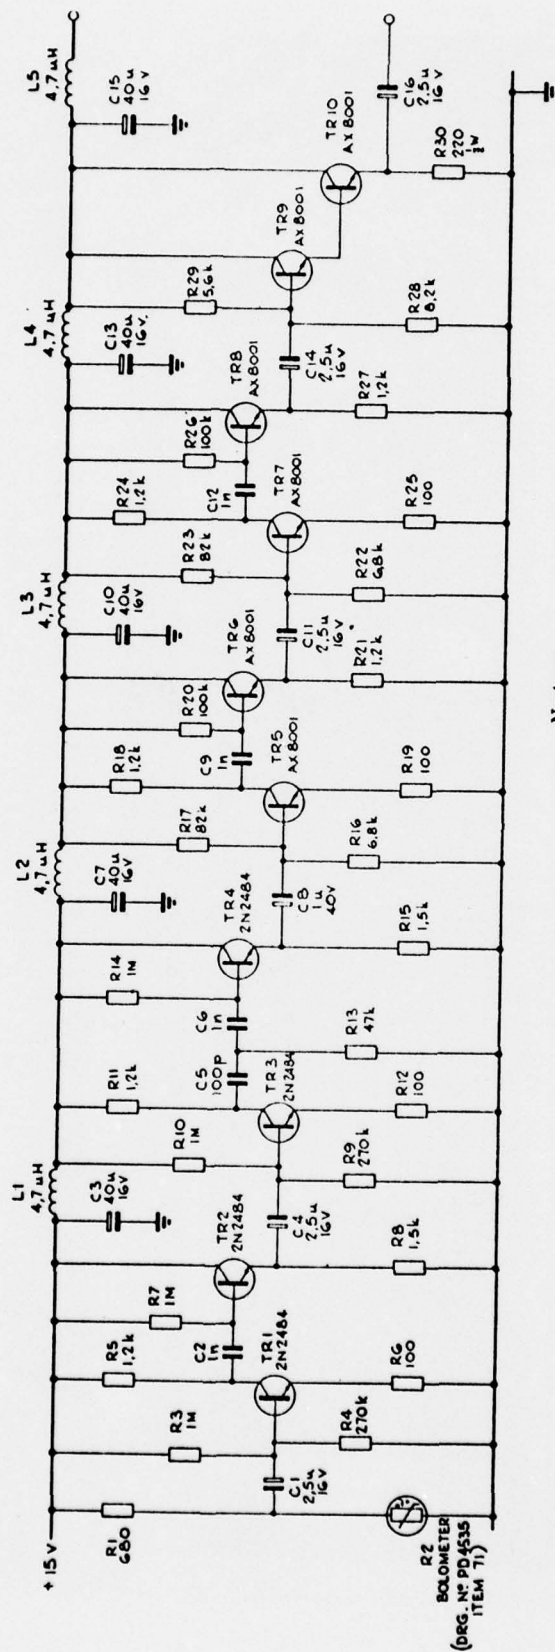 +15V
R1
680
R2
BOLOMETER
(DRG. Nº PD4535
ITEM 71)
C1
2,5u
16V
R3
1M
R4
270k
R5
1,2k
TR1
2N2484
R6
100
C2
1n
R7
1M
TR2
2N2484
R8
1,5k
L1
4,7uH
C3
40u
16V
C4
2,5u
16V
R10
1M
R9
270k
R11
1,2k
TR3
2N2484
R12
100
C5
100p
C6
1n
R13
47k
R14
1M
TR4
2N2484
R15
1,5k
L2
4,7uH
C7
40u
16V
C8
1u
40V
R17
82k
R16
6,8k
R18
1,2k
TR5
AX8001
R19
100
C9
1n
R20
100k
TR6
AX8001
R21
1,2k
L3
4,7uH
C10
40u
16V
C11
2,5u
16V
R23
82k
R22
6,8k
R24
1,2k
TR7
AX8001
R25
100
C12
1n
R26
100k
TR8
AX8001
R27
1,2k
L4
4,7uH
C13
40u
16V.
C14
2,5u
16V
R29
5,6k
R28
8,2k
TR9
AX8001
TR10
AX8001
R30
220
½W
L5
4,7uH
C15
40u
16V
C16
2,5u
16V